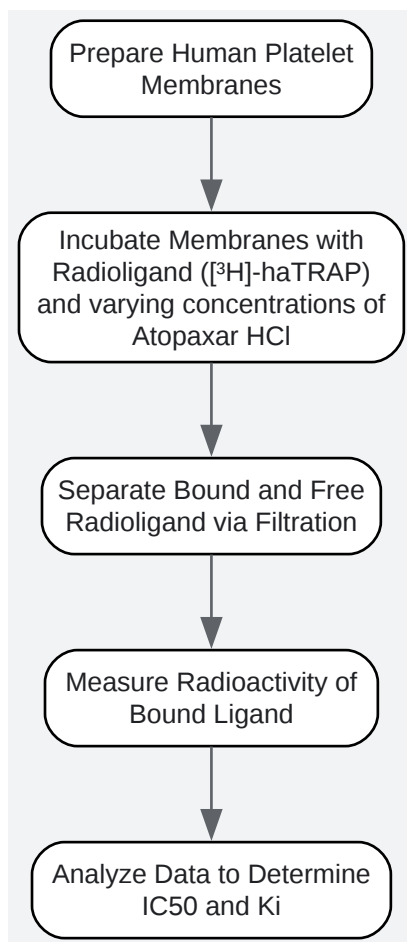 Prepare Human Platelet
Membranes
Incubate Membranes with
Radioligand ([³H]-haTRAP)
and varying concentrations of
Atopaxar HCl
Separate Bound and Free
Radioligand via Filtration
Measure Radioactivity of
Bound Ligand
Analyze Data to Determine
IC50 and Ki